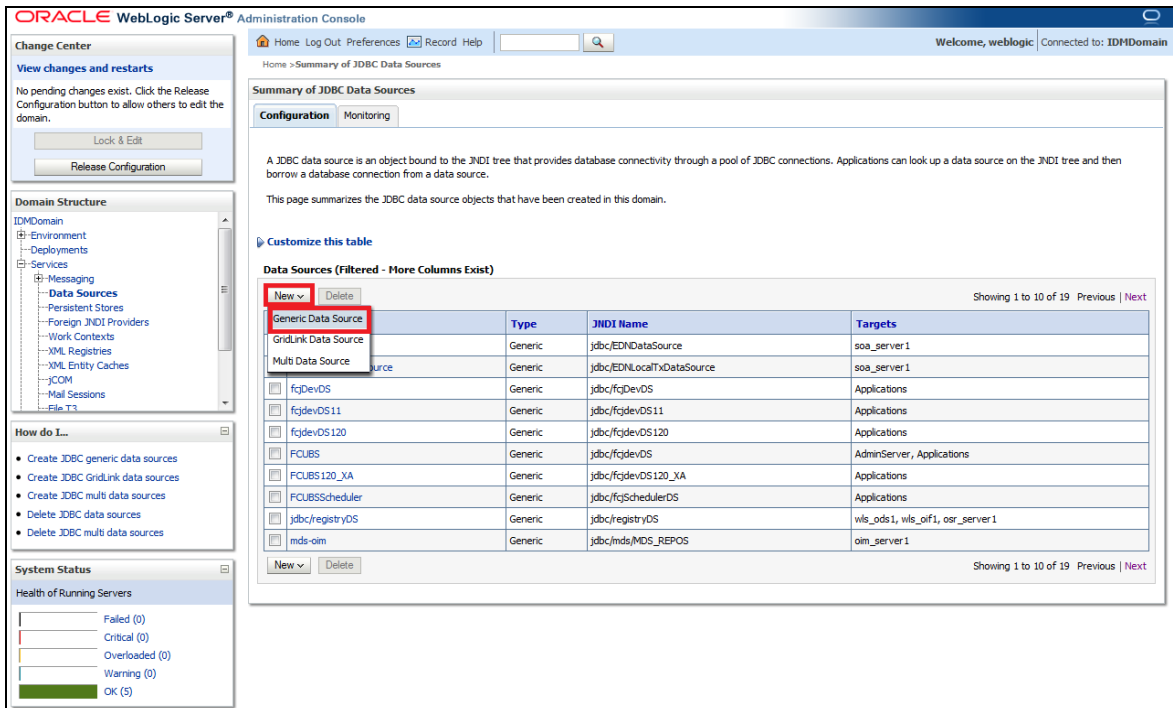 ORACLE WebLogic Server® Administration Console
Change Center
View changes and restarts
No pending changes exist. Click the Release
Configuration button to allow others to edit the
domain.
Lock & Edit
Release Configuration
Domain Structure
IDMDomain
Environment
Deployments
Services
Messaging
Data Sources
Persistent Stores
Foreign JNDI Providers
Work Contexts
XML Registries
XML Entity Caches
jCOM
Mail Sessions
File T3
How do I...
Create JDBC generic data sources
Create JDBC GridLink data sources
Create JDBC multi data sources
Delete JDBC data sources
Delete JDBC multi data sources
System Status
Health of Running Servers
Failed (0)
Critical (0)
Overloaded (0)
Warning (0)
OK (5)
Home Log Out Preferences Record Help
Welcome, weblogic Connected to: IDMDomain
Home >Summary of JDBC Data Sources
Summary of JDBC Data Sources
Configuration Monitoring
A JDBC data source is an object bound to the JNDI tree that provides database connectivity through a pool of JDBC connections. Applications can look up a data source on the JNDI tree and then
borrow a database connection from a data source.
This page summarizes the JDBC data source objects that have been created in this domain.
Customize this table
Data Sources (Filtered - More Columns Exist)
New Delete Showing 1 to 10 of 19 Previous | Next
Generic Data Source
GridLink Data Source
Multi Data Source
Type JNDI Name Targets
Generic jdbc/EDNDataSource soa_server1
Generic jdbc/EDNLocalTxDataSource soa_server1
fcjDevDS Generic jdbc/fcjDevDS Applications
fcjdevDS11 Generic jdbc/fcjdevDS11 Applications
fcjdevDS120 Generic jdbc/fcjdevDS120 Applications
FCUBS Generic jdbc/fcjdevDS AdminServer, Applications
FCUBS120_XA Generic jdbc/fcjdevDS120_XA Applications
FCUBSScheduler Generic jdbc/fcjSchedulerDS Applications
jdbc/registryDS Generic jdbc/registryDS wls_ods1, wls_oif1, osr_server1
mds-oim Generic jdbc/mds/MDS_REPOS oim_server1
New Delete Showing 1 to 10 of 19 Previous | Next